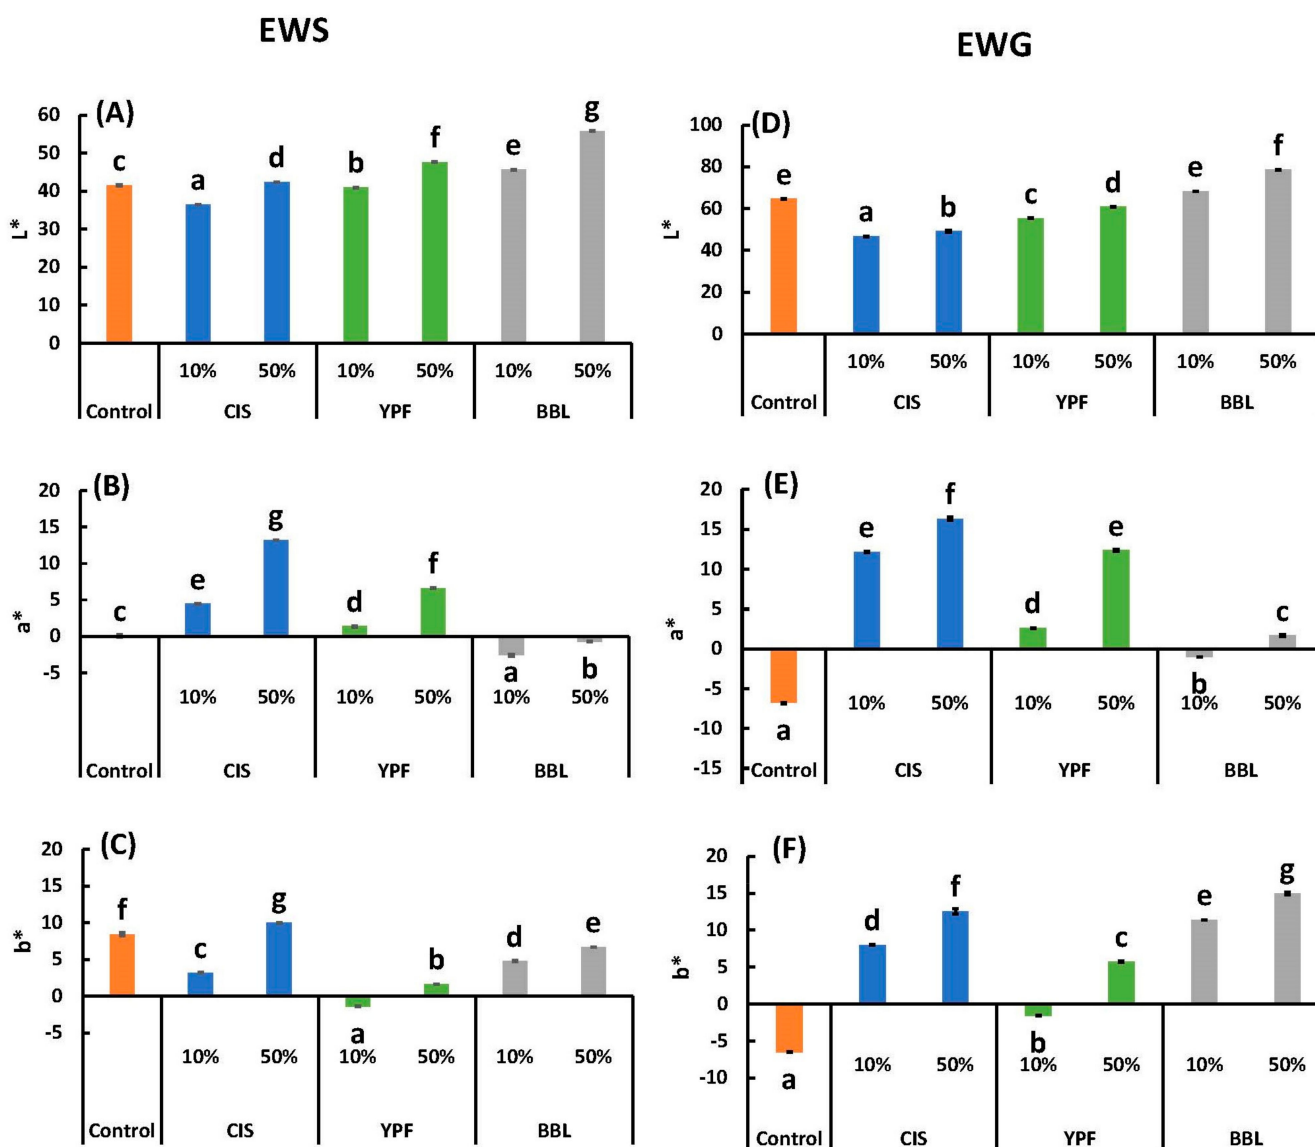 EWS
EWG
(A)
60
50
40
30
20
10
0
L*
c
a
d
b
f
e
g
10% 50% 10% 50% 10% 50%
Control CIS YPF BBL
(D)
100
80
60
40
20
0
L*
e
a
b
c
d
e
f
10% 50% 10% 50% 10% 50%
Control CIS YPF BBL
(B)
20
15
10
5
0
-5
a*
c
e
g
d
f
a
b
10% 50% 10% 50% 10% 50%
Control CIS YPF BBL
(E)
20
15
10
5
0
-5
-10
-15
a*
a
e
f
d
e
b
c
10% 50% 10% 50% 10% 50%
Control CIS YPF BBL
(C)
20
15
10
5
0
-5
b*
f
c
g
a
b
d
e
10% 50% 10% 50% 10% 50%
Control CIS YPF BBL
(F)
20
15
10
5
0
-5
-10
b*
a
d
f
b
c
e
g
10% 50% 10% 50% 10% 50%
Control CIS YPF BBL